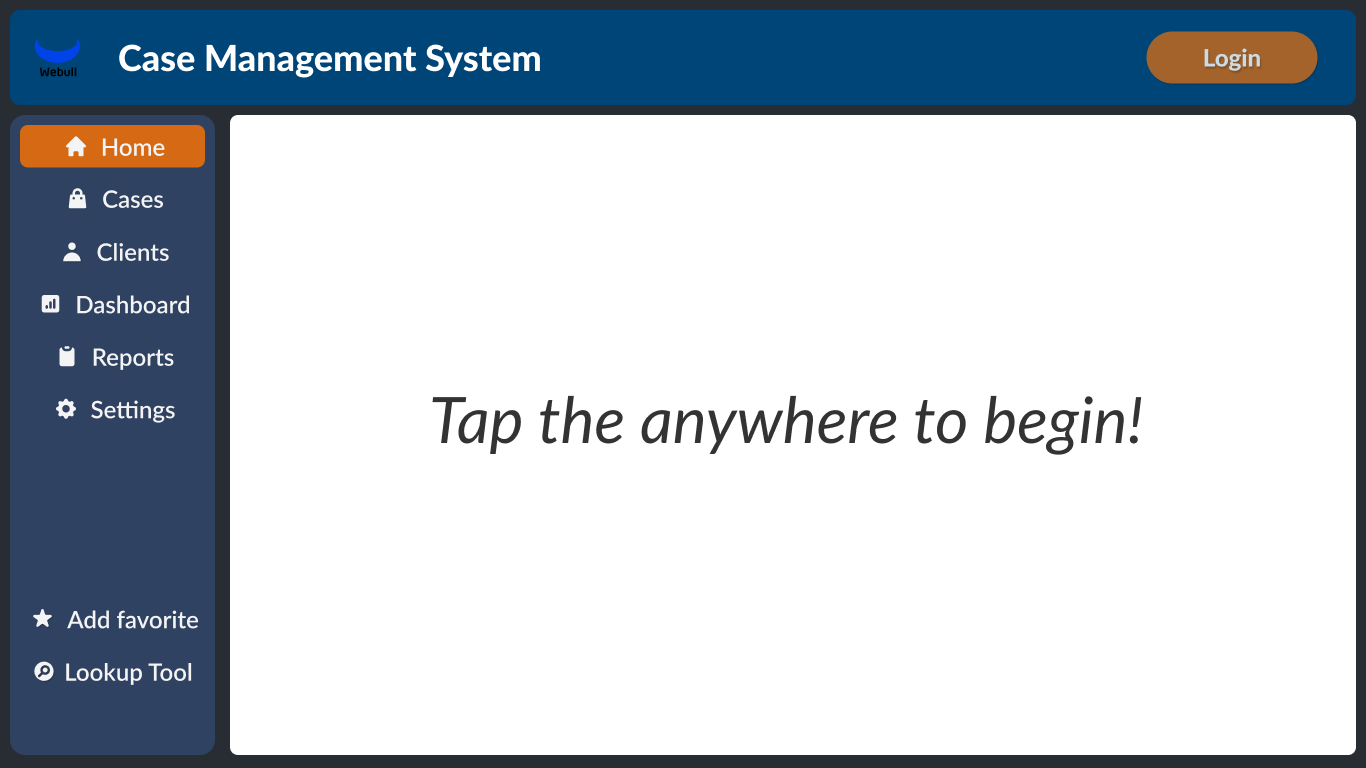 Webull
Case Management System
Login
Home
Cases
Clients
Dashboard
Reports
Settings
Add favorite
Lookup Tool
Tap the anywhere to begin!